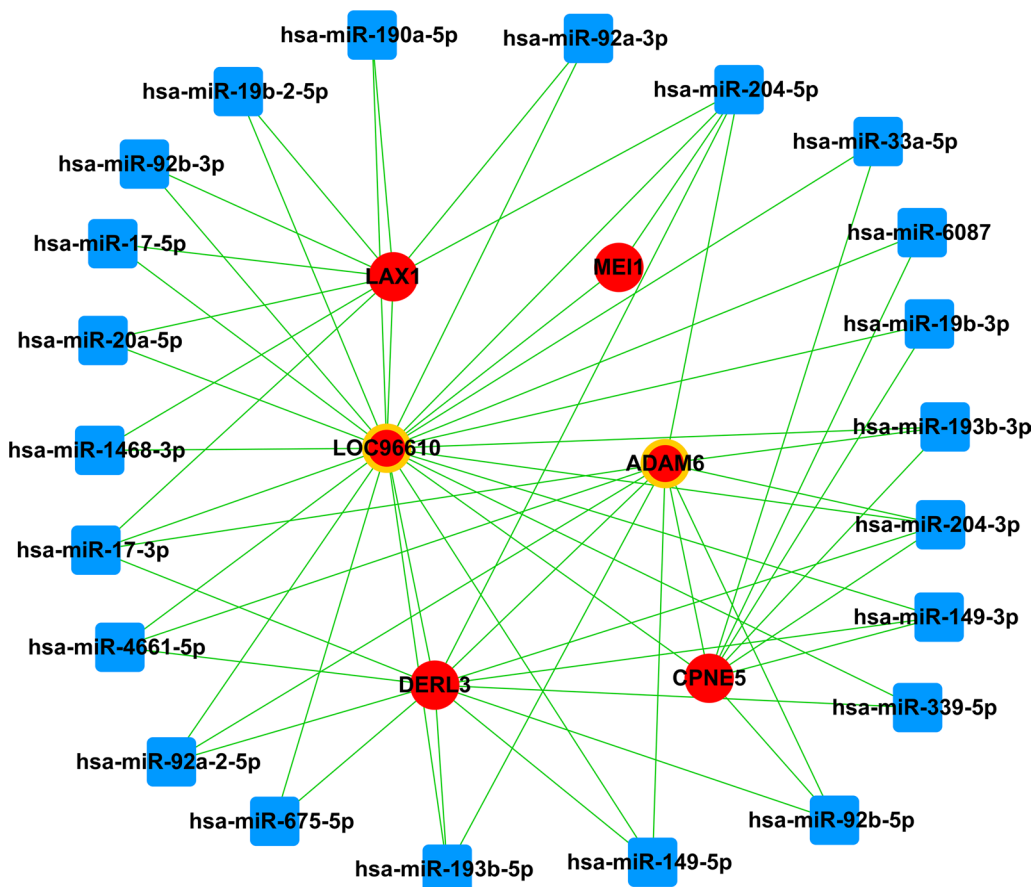 hsa-miR-190a-5p
hsa-miR-92a-3p
hsa-miR-19b-2-5p
hsa-miR-204-5p
hsa-miR-33a-5p
hsa-miR-92b-3p
hsa-miR-17-5p
hsa-miR-6087
LAX1
MEI1
hsa-miR-20a-5p
hsa-miR-19b-3p
hsa-miR-193b-3p
hsa-miR-1468-3p
LOC96610
ADAM6
hsa-miR-204-3p
hsa-miR-17-3p
hsa-miR-149-3p
hsa-miR-4661-5p
DERL3
CPNE5
hsa-miR-339-5p
hsa-miR-92a-2-5p
hsa-miR-675-5p
hsa-miR-92b-5p
hsa-miR-193b-5p
hsa-miR-149-5p